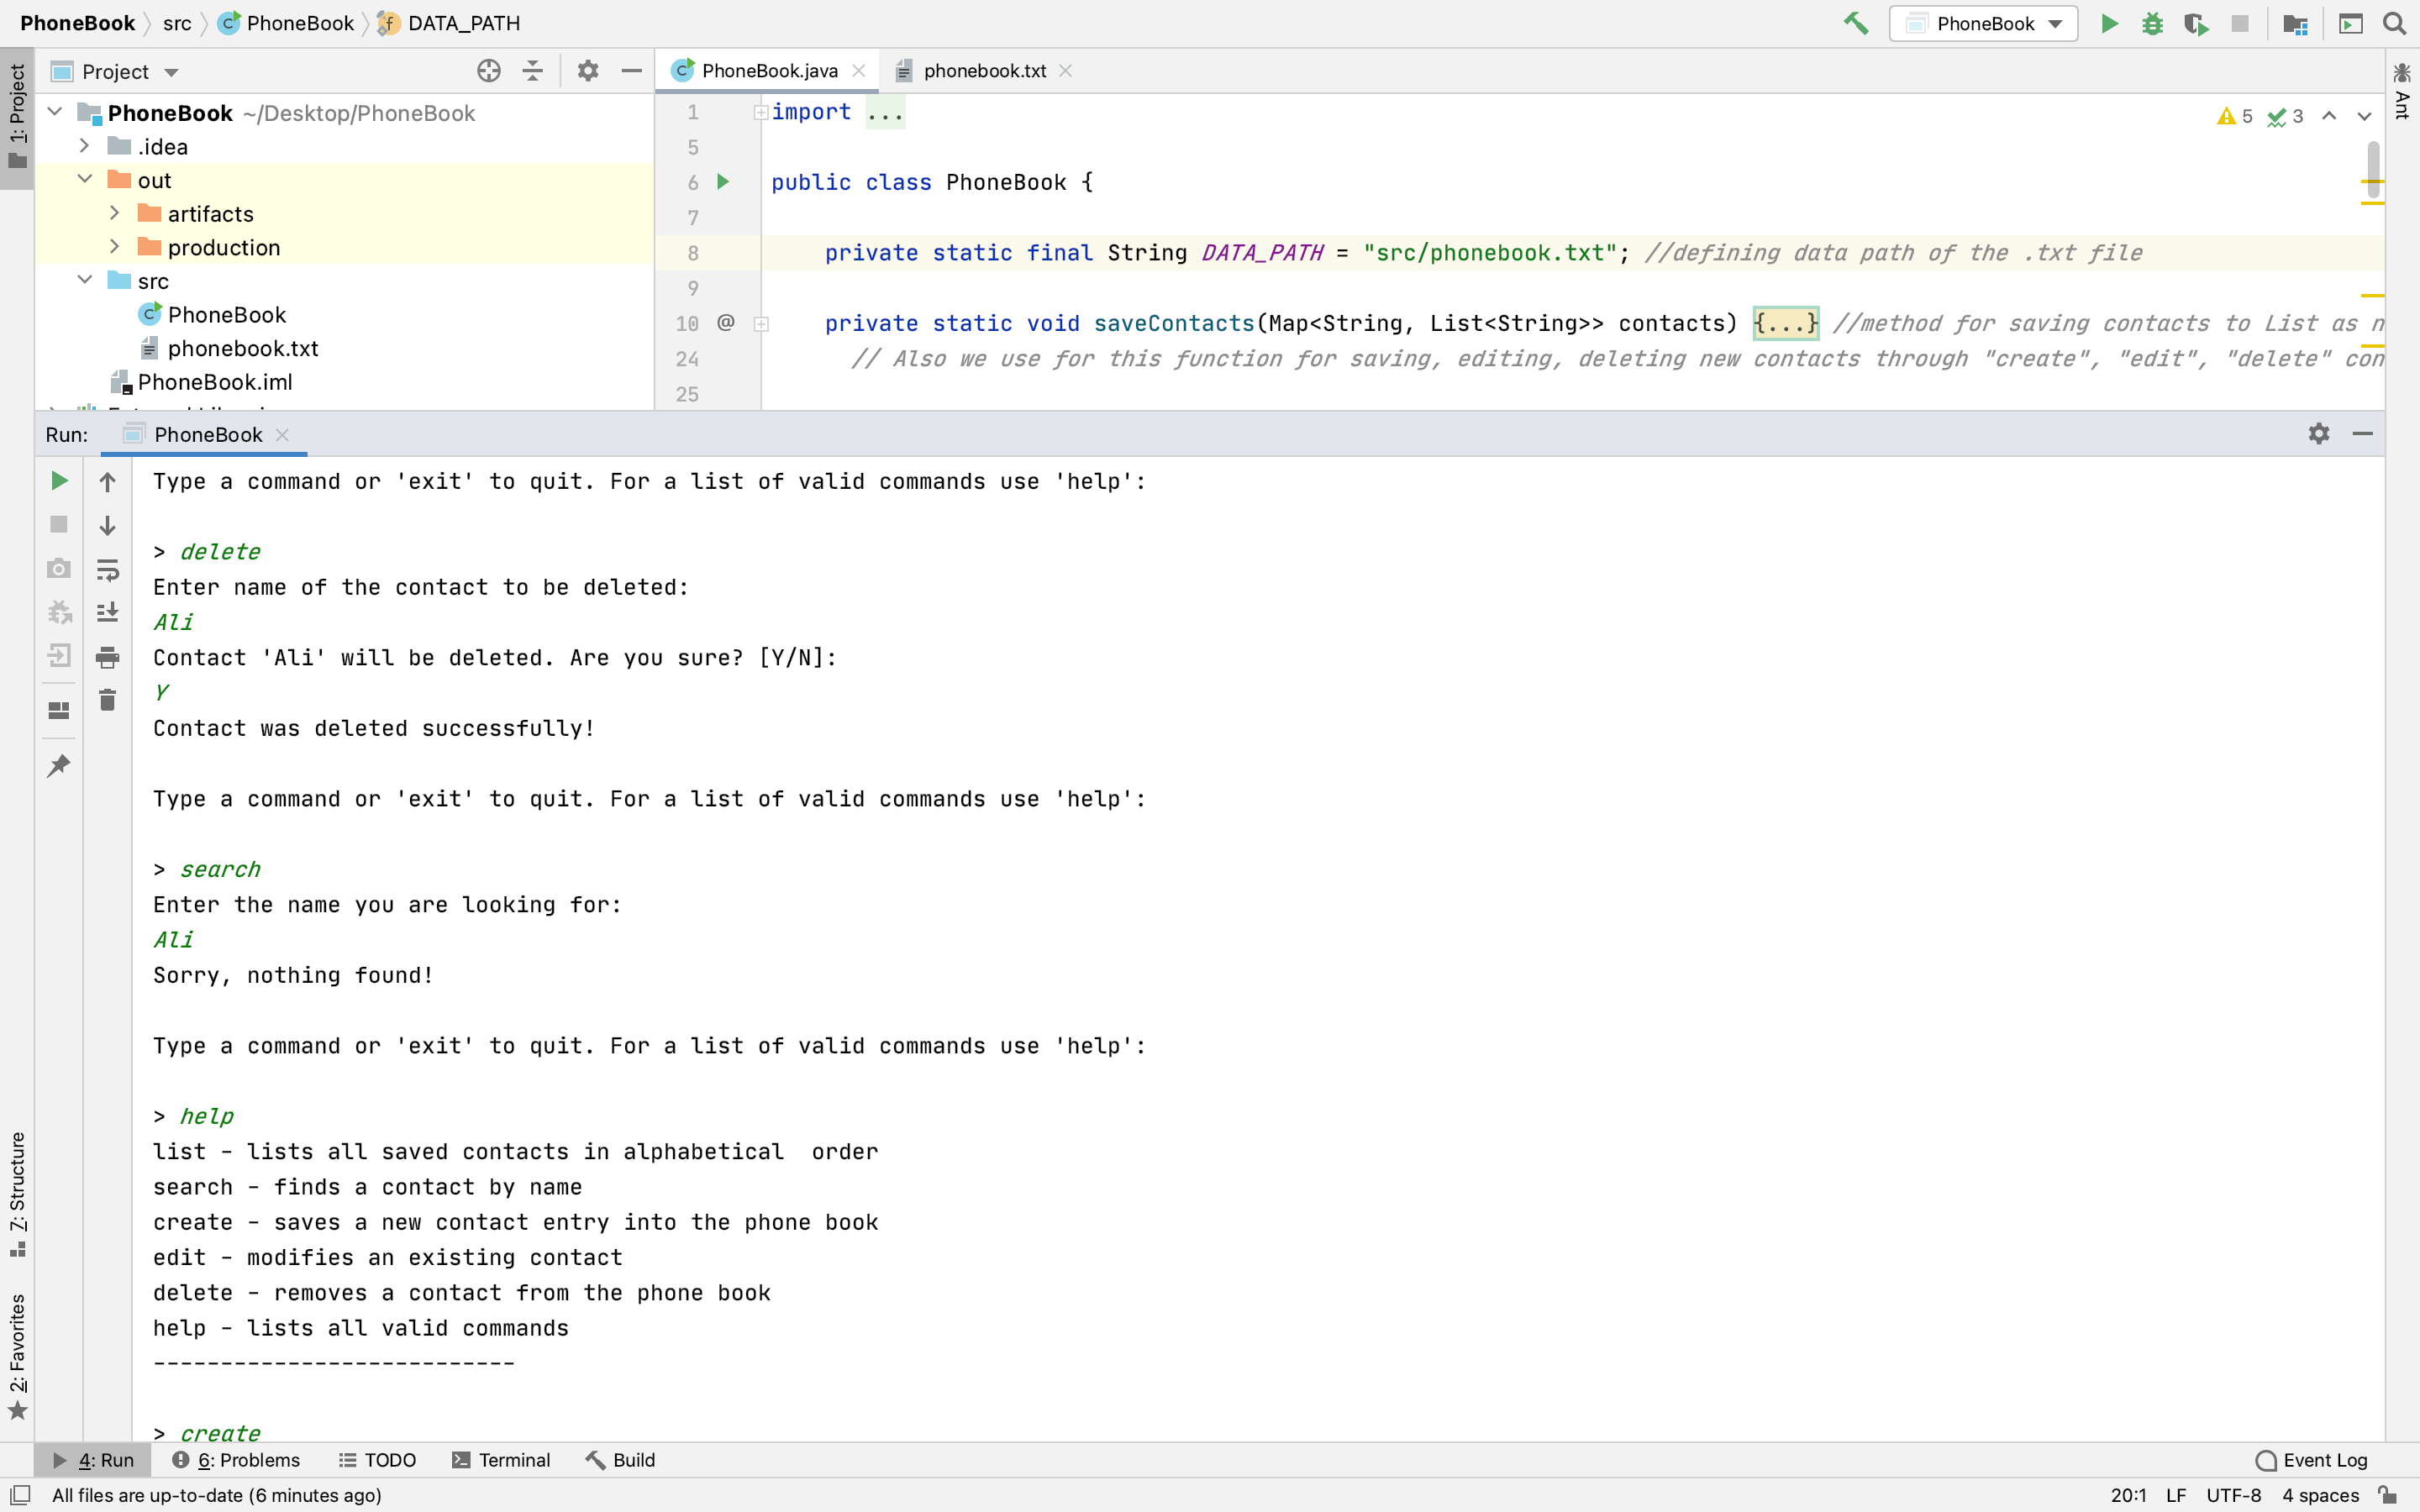 PhoneBook src PhoneBook DATA_PATH
PhoneBook
Project
PhoneBook.java
phonebook.txt
1: Project
Ant
PhoneBook ~/Desktop/PhoneBook
.idea
out
artifacts
production
src
PhoneBook
phonebook.txt
PhoneBook.iml
5 3
1 import ...
5
6 public class PhoneBook {
7
8 private static final String DATA_PATH = "src/phonebook.txt"; //defining data path of the .txt file
9
10 @ private static void saveContacts(Map<String, List<String>> contacts) {...} //method for saving contacts to List as n
24 // Also we use for this function for saving, editing, deleting new contacts through "create", "edit", "delete" con
25
Run: PhoneBook
Type a command or 'exit' to quit. For a list of valid commands use 'help':
> delete
Enter name of the contact to be deleted:
Ali
Contact 'Ali' will be deleted. Are you sure? [Y/N]:
Y
Contact was deleted successfully!
Type a command or 'exit' to quit. For a list of valid commands use 'help':
> search
Enter the name you are looking for:
Ali
Sorry, nothing found!
Type a command or 'exit' to quit. For a list of valid commands use 'help':
> help
list - lists all saved contacts in alphabetical  order
search - finds a contact by name
create - saves a new contact entry into the phone book
edit - modifies an existing contact
delete - removes a contact from the phone book
help - lists all valid commands
---------------------------
> create
7: Structure
2: Favorites
4: Run 6: Problems TODO Terminal Build Event Log
All files are up-to-date (6 minutes ago) 20:1 LF UTF-8 4 spaces